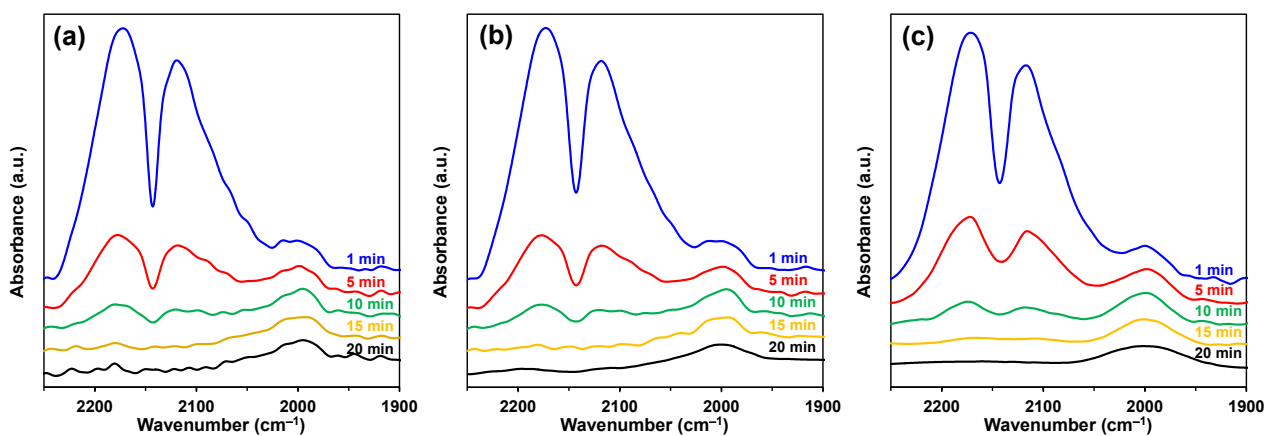 (a)
Absorbance (a.u.)
1 min
5 min
10 min
15 min
20 min
2200
2100
2000
1900
Wavenumber (cm⁻¹)
(b)
Absorbance (a.u.)
1 min
5 min
10 min
15 min
20 min
2200
2100
2000
1900
Wavenumber (cm⁻¹)
(c)
Absorbance (a.u.)
1 min
5 min
10 min
15 min
20 min
2200
2100
2000
1900
Wavenumber (cm⁻¹)